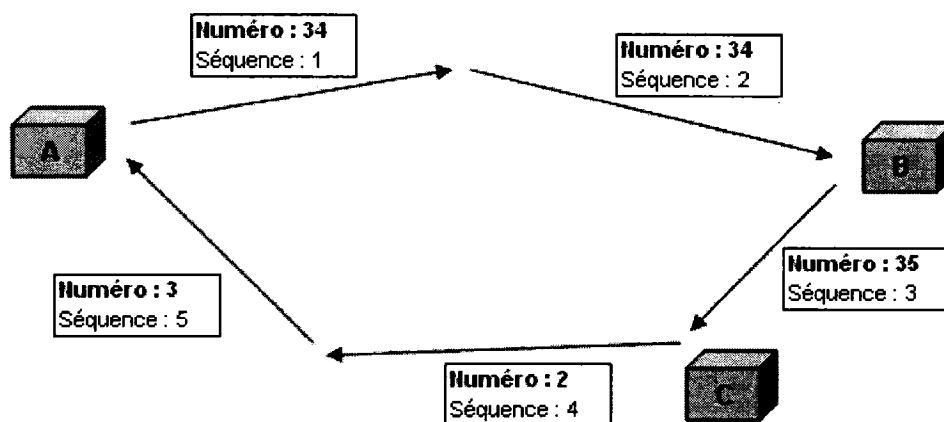 Numéro : 34
Séquence : 1
Numéro : 34
Séquence : 2
A
B
Numéro : 35
Séquence : 3
Numéro : 3
Séquence : 5
Numéro : 2
Séquence : 4
C